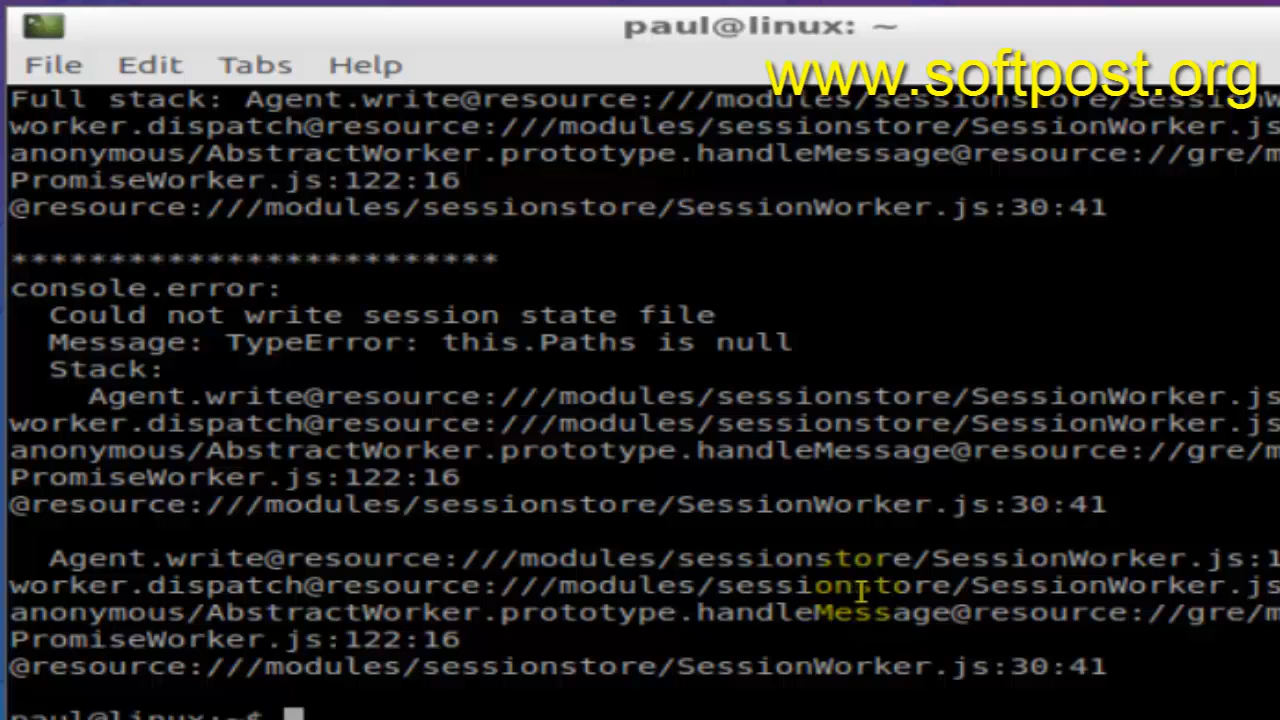 paul@linux: ~
File Edit Tabs Help
www.softpost.org
Full stack: Agent.write@resource:///modules/sessionstore/SessionW
worker.dispatch@resource:///modules/sessionstore/SessionWorker.js
anonymous/AbstractWorker.prototype.handleMessage@resource://gre/m
PromiseWorker.js:122:16
@resource:///modules/sessionstore/SessionWorker.js:30:41
*************************
console.error:
Could not write session state file
Message: TypeError: this.Paths is null
Stack:
Agent.write@resource:///modules/sessionstore/SessionWorker.js
worker.dispatch@resource:///modules/sessionstore/SessionWorker.js
anonymous/AbstractWorker.prototype.handleMessage@resource://gre/m
PromiseWorker.js:122:16
@resource:///modules/sessionstore/SessionWorker.js:30:41
Agent.write@resource:///modules/sessionstore/SessionWorker.js:1
worker.dispatch@resource:///modules/sessionstore/SessionWorker.js
anonymous/AbstractWorker.prototype.handleMessage@resource://gre/m
PromiseWorker.js:122:16
@resource:///modules/sessionstore/SessionWorker.js:30:41
paul@linux:~$